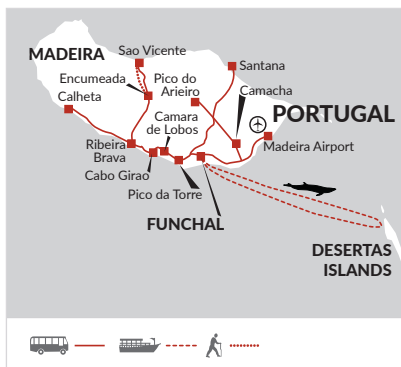 MADEIRA
Sao Vicente
Santana
Encumeada
Pico do
Arieiro
Calheta
Camacha
Camara
de Lobos
PORTUGAL
Ribeira
Brava
Madeira Airport
Cabo Girao
Pico da Torre
FUNCHAL
DESERTAS
ISLANDS